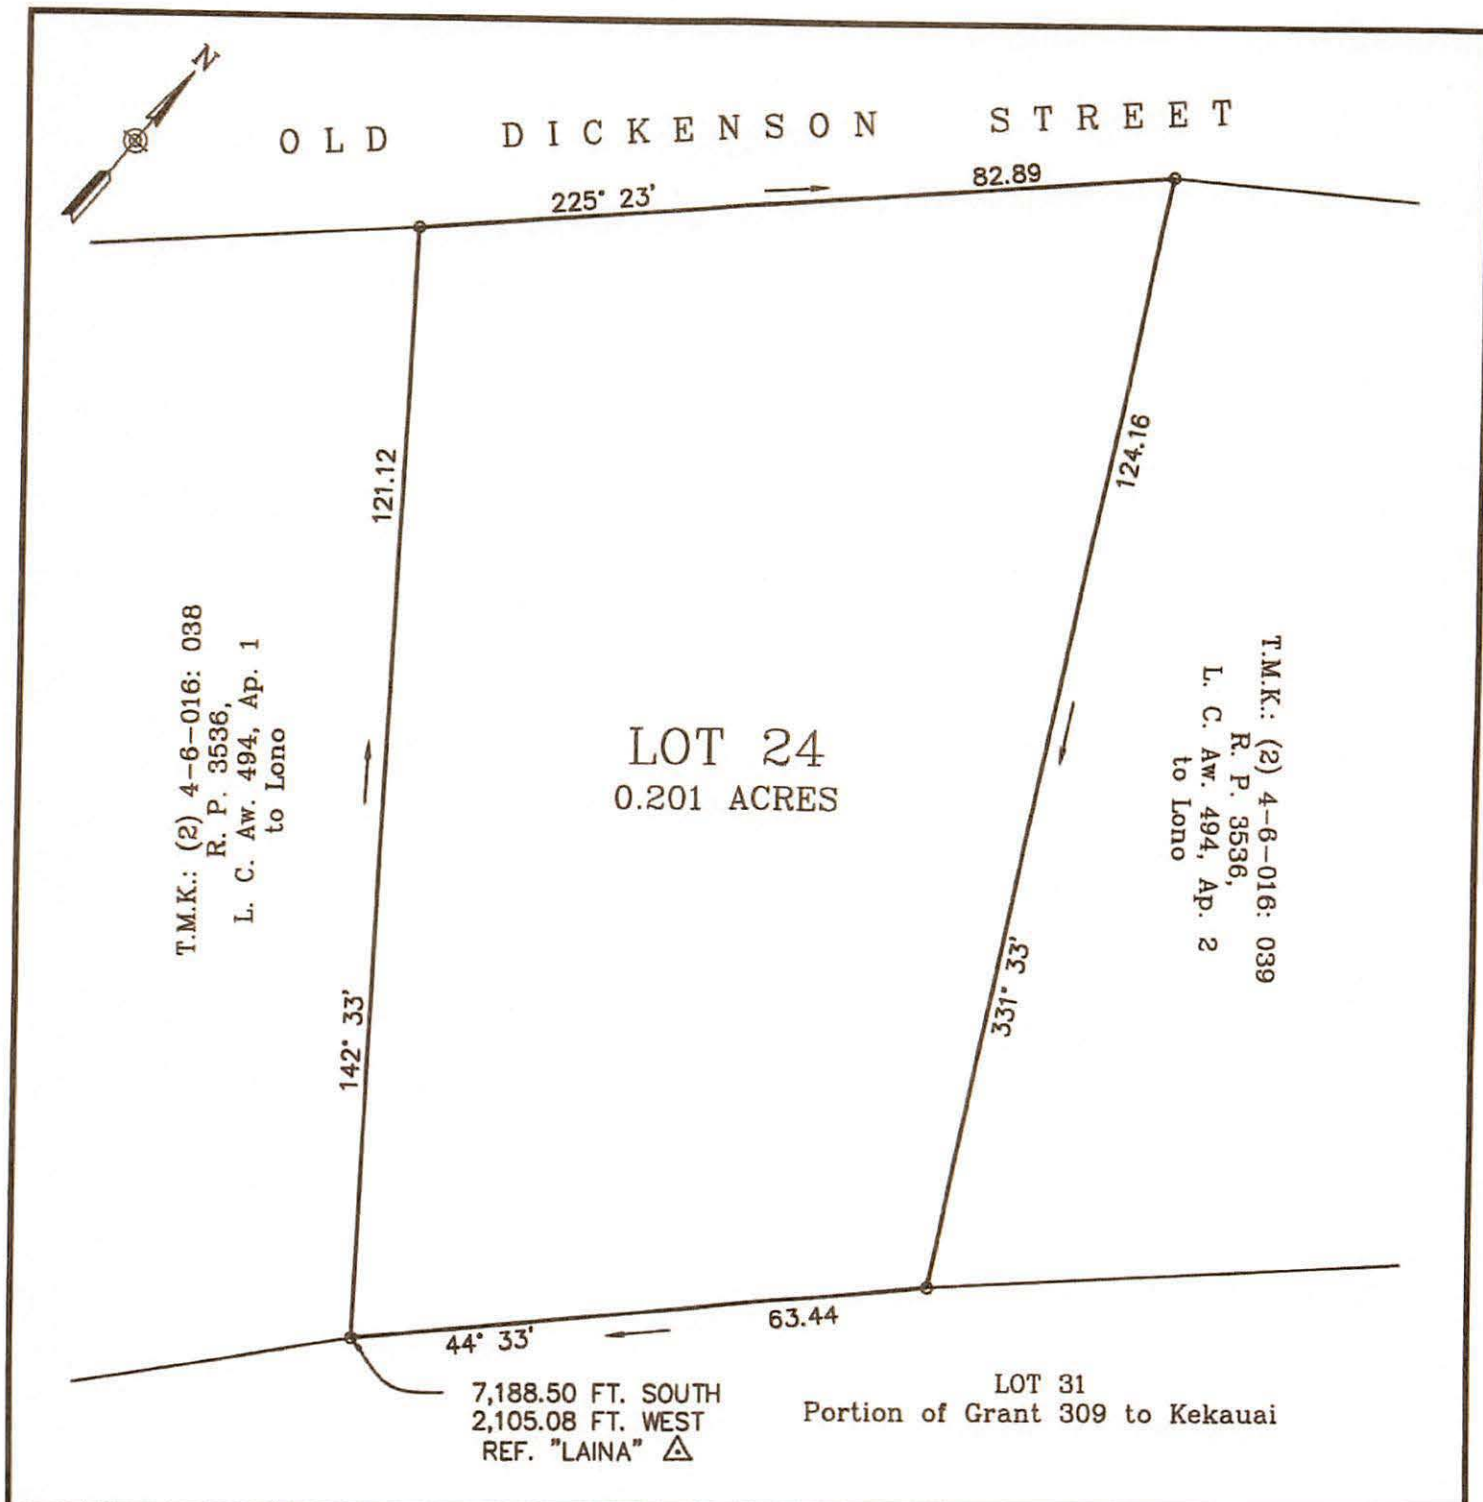 N
OLD DICKENSON STREET
225° 23'
82.89
121.12
124.16
T.M.K.: (2) 4-6-016: 038
R. P. 3536,
L. C. Aw. 494, Ap. 1
to Lono
LOT 24
0.201 ACRES
T.M.K.: (2) 4-6-016: 039
R. P. 3536,
L. C. Aw. 494, Ap. 2
to Lono
142° 33'
331° 33'
44° 33'
63.44
7,188.50 FT. SOUTH
2,105.08 FT. WEST
REF. "LAINA"
LOT 31
Portion of Grant 309 to Kekauai